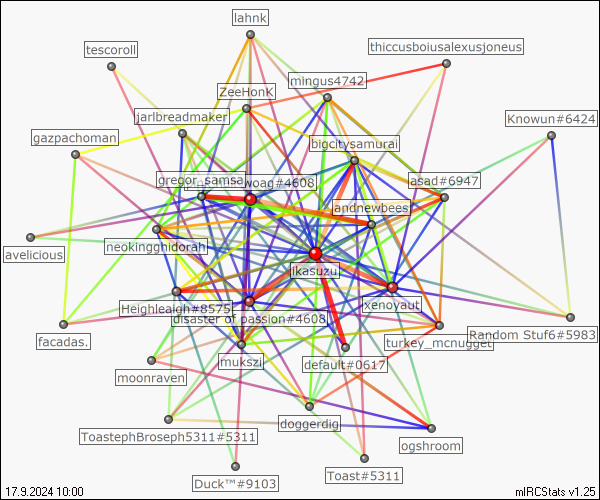 lahnk
tescoroll
thiccusboiusalexusjoneus
mingus4742
ZeeHonK
jarlbreadmaker
Knowun#6424
gazpachoman
bigcitysamurai
gregor_samsa
woag#4608
asad#6947
andnewbees
neokingghidorah
avelicious
ikasuzu
Heighleaigh#8575
xenoyaut
disaster of passion#4608
facadas.
turkey_mcnugget
Random Stuf6#5983
mukszi
default#0617
moonraven
doggerdig
ToastephBroseph5311#5311
ogshroom
Toast#5311
Duck™#9103
17.9.2024 10:00
mIRCStats v1.25